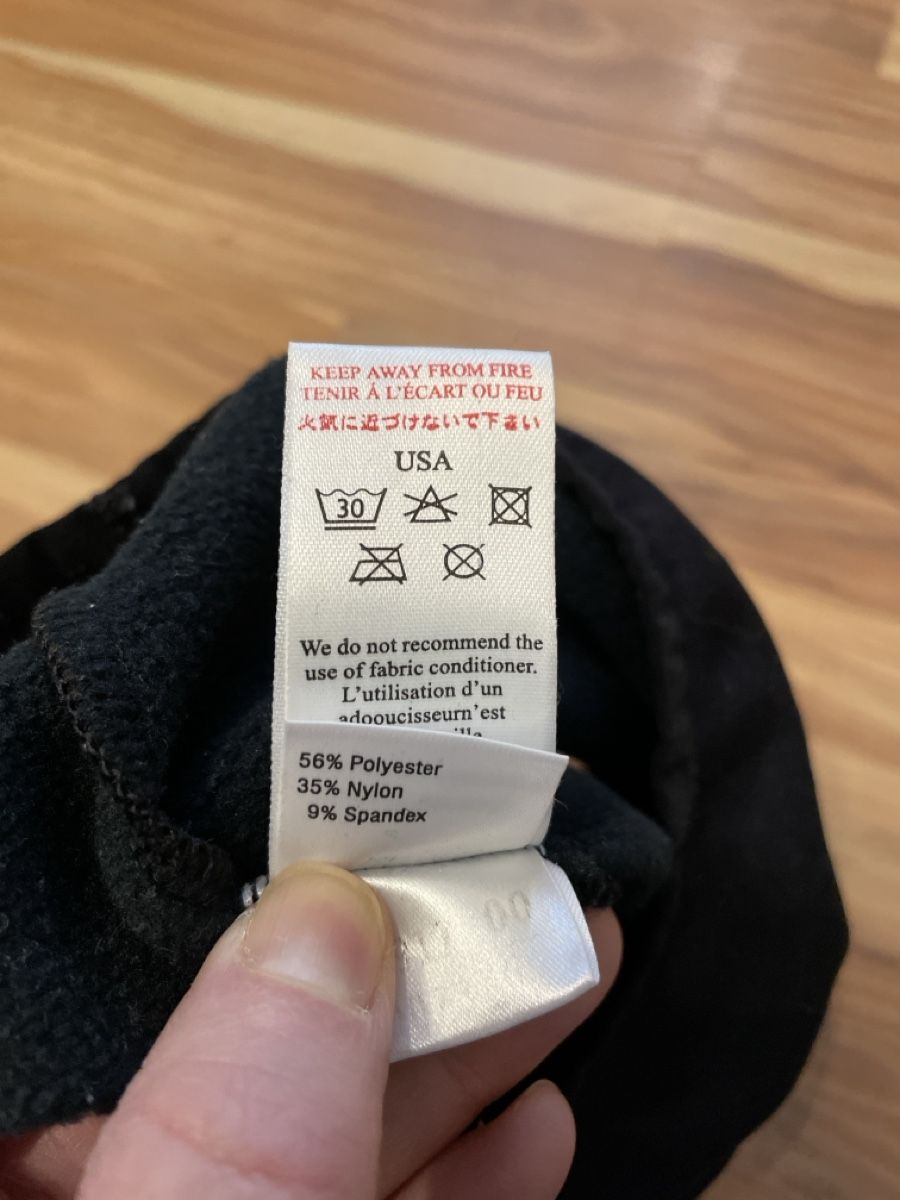 KEEP AWAY FROM FIRE
TENIR Á L'ÉCART OU FEU
火気に近づけないで下さい
USA
30
We do not recommend the
use of fabric conditioner.
L'utilisation d'un
adooucisseurn'est
56% Polyester
35% Nylon
9% Spandex